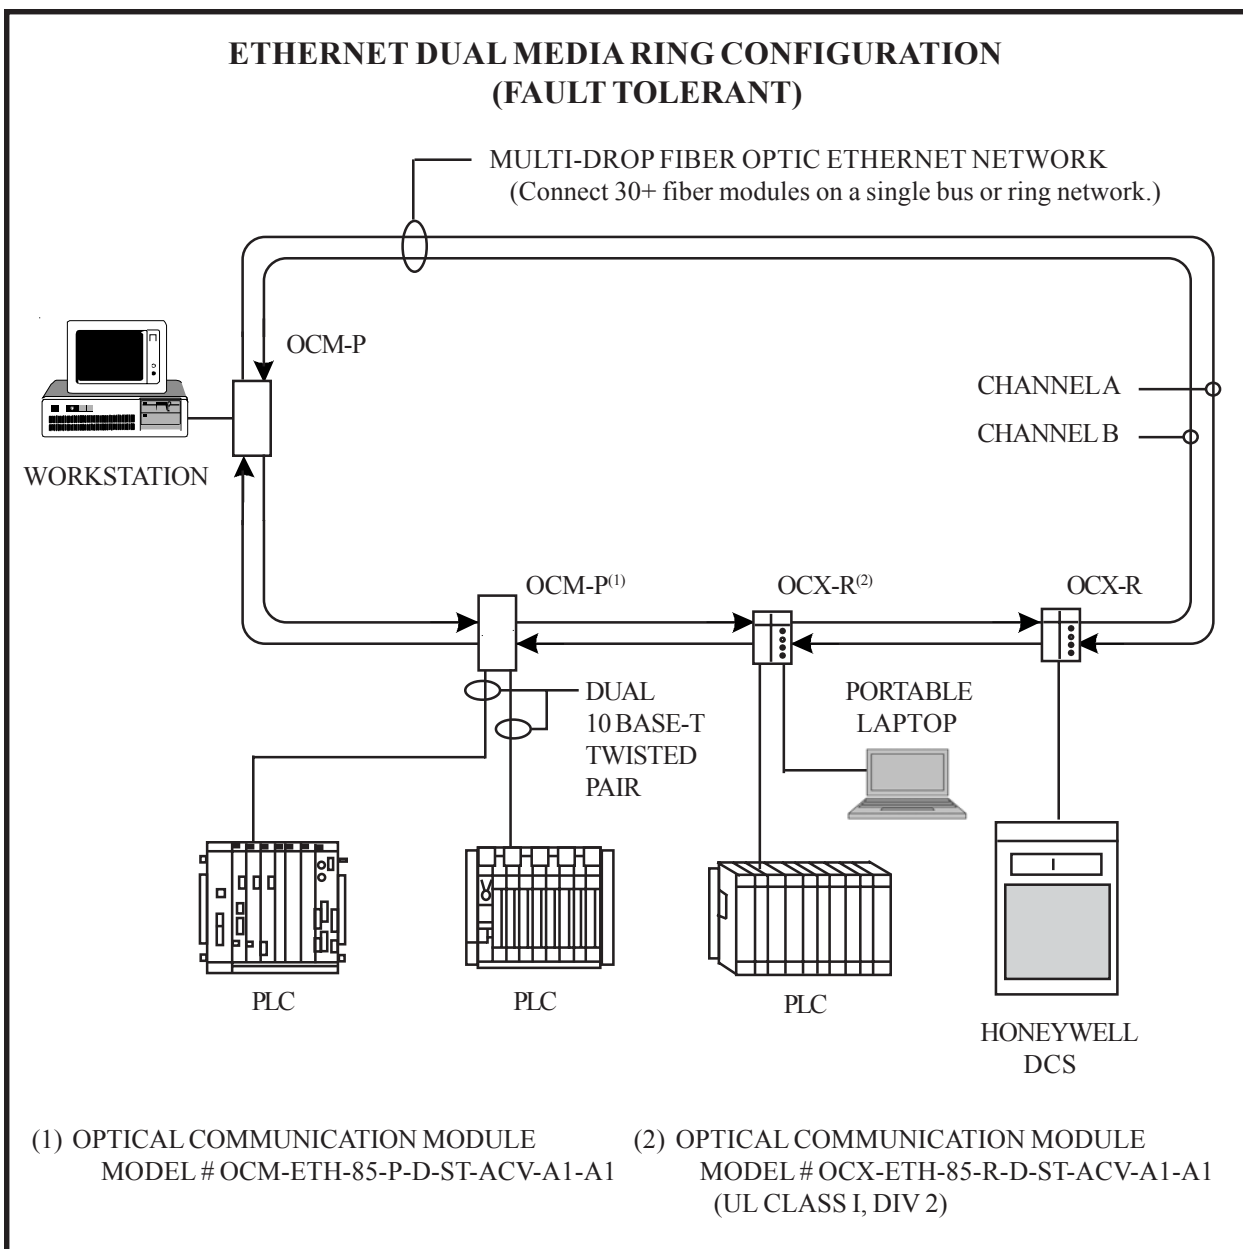 ETHERNET DUAL MEDIA RING CONFIGURATION
(FAULT TOLERANT)
MULTI-DROP FIBER OPTIC ETHERNET NETWORK
(Connect 30+ fiber modules on a single bus or ring network.)
OCM-P
CHANNEL A
CHANNEL B
WORKSTATION
OCM-P(1)
OCX-R(2)
OCX-R
DUAL
10 BASE-T
TWISTED
PAIR
PORTABLE
LAPTOP
PLC
PLC
PLC
HONEYWELL
DCS
(1) OPTICAL COMMUNICATION MODULE
MODEL # OCM-ETH-85-P-D-ST-ACV-A1-A1
(2) OPTICAL COMMUNICATION MODULE
MODEL # OCX-ETH-85-R-D-ST-ACV-A1-A1
(UL CLASS I, DIV 2)